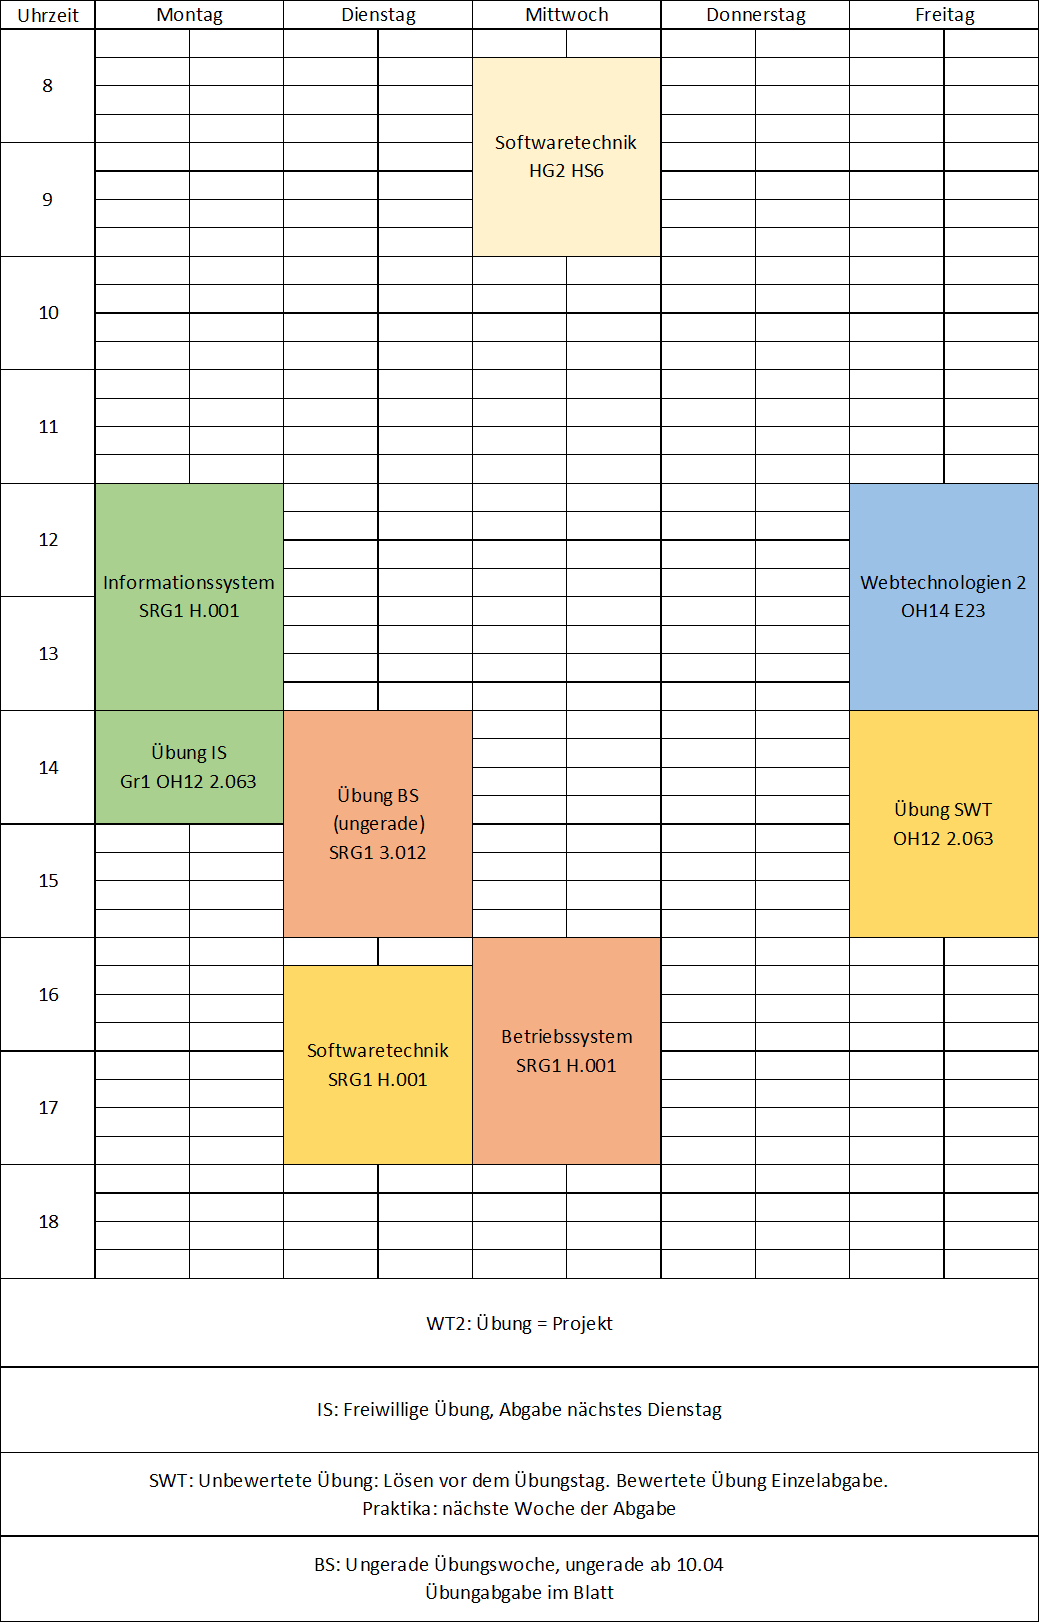 Uhrzeit Montag Dienstag Mittwoch Donnerstag Freitag
8
Softwaretechnik
HG2 HS6
9
10
11
12
Informationssystem
SRG1 H.001
Webtechnologien 2
OH14 E23
13
14
Übung IS
Gr1 OH12 2.063
Übung BS
(ungerade)
SRG1 3.012
Übung SWT
OH12 2.063
15
16
Softwaretechnik
SRG1 H.001
Betriebssystem
SRG1 H.001
17
18
WT2: Übung = Projekt
IS: Freiwillige Übung, Abgabe nächstes Dienstag
SWT: Unbewertete Übung: Lösen vor dem Übungstag. Bewertete Übung Einzelabgabe.
Praktika: nächste Woche der Abgabe
BS: Ungerade Übungswoche, ungerade ab 10.04
Übungabgabe im Blatt